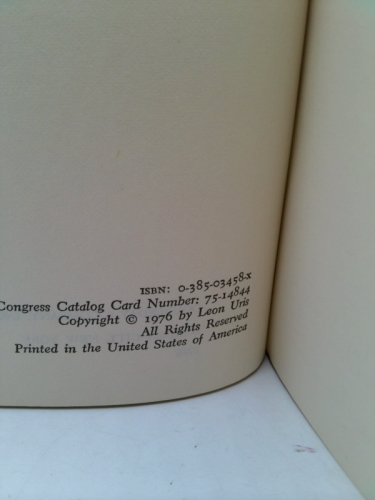 ISBN: 0-385-03458-x
Congress Catalog Card Number: 75-14844
Copyright © 1976 by Leon Uris
All Rights Reserved
Printed in the United States of America